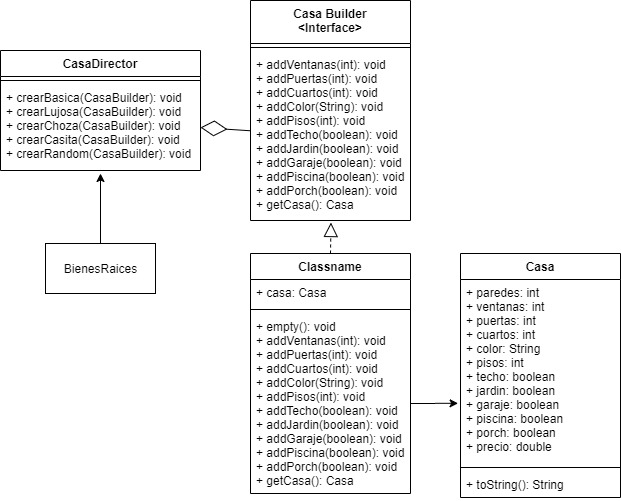 Casa Builder
<Interface>
+ addVentanas(int): void
+ addPuertas(int): void
+ addCuartos(int): void
+ addColor(String): void
+ addPisos(int): void
+ addTecho(boolean): void
+ addJardin(boolean): void
+ addGaraje(boolean): void
+ addPiscina(boolean): void
+ addPorch(boolean): void
+ getCasa(): Casa
CasaDirector
+ crearBasica(CasaBuilder): void
+ crearLujosa(CasaBuilder): void
+ crearChoza(CasaBuilder): void
+ crearCasita(CasaBuilder): void
+ crearRandom(CasaBuilder): void
BienesRaices
Classname
+ casa: Casa
+ empty(): void
+ addVentanas(int): void
+ addPuertas(int): void
+ addCuartos(int): void
+ addColor(String): void
+ addPisos(int): void
+ addTecho(boolean): void
+ addJardin(boolean): void
+ addGaraje(boolean): void
+ addPiscina(boolean): void
+ addPorch(boolean): void
+ getCasa(): Casa
Casa
+ paredes: int
+ ventanas: int
+ puertas: int
+ cuartos: int
+ color: String
+ pisos: int
+ techo: boolean
+ jardin: boolean
+ garaje: boolean
+ piscina: boolean
+ porch: boolean
+ precio: double
+ toString(): String